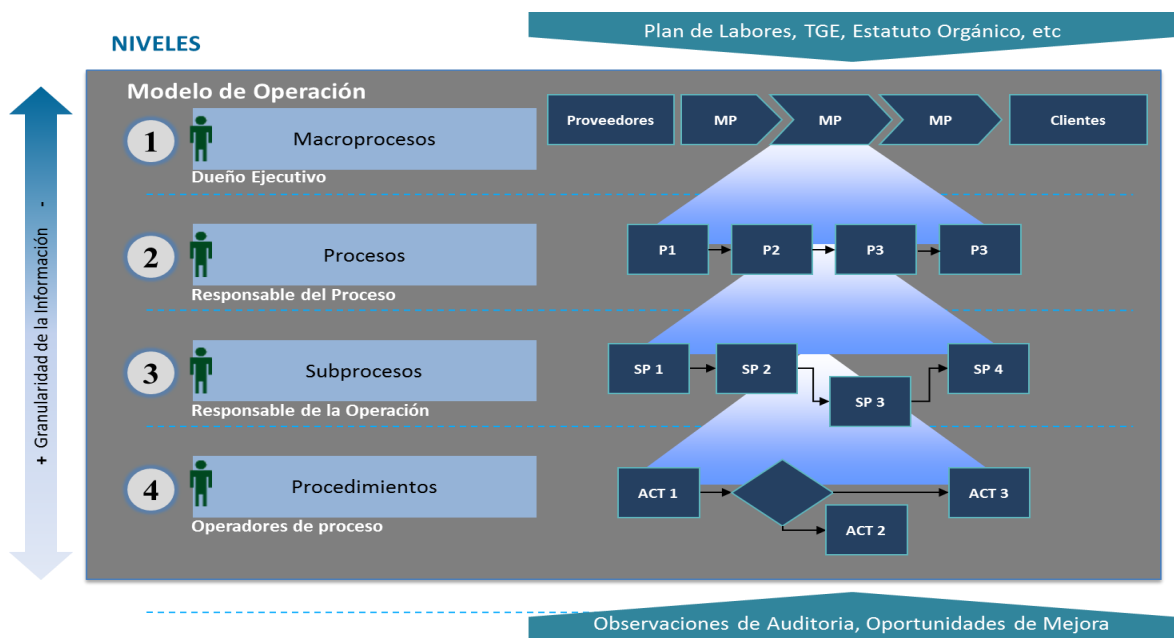 Plan de Labores, TGE, Estatuto Orgánico, etc
NIVELES
Modelo de Operación
1
Macroprocesos
Dueño Ejecutivo
Proveedores
MP
MP
MP
Clientes
2
Procesos
Responsable del Proceso
P1
P2
P3
P3
3
Subprocesos
Responsable de la Operación
SP 1
SP 2
SP 3
SP 4
4
Procedimientos
Operadores de proceso
ACT 1
ACT 2
ACT 3
+ Granularidad de la Información -
Observaciones de Auditoria, Oportunidades de Mejora